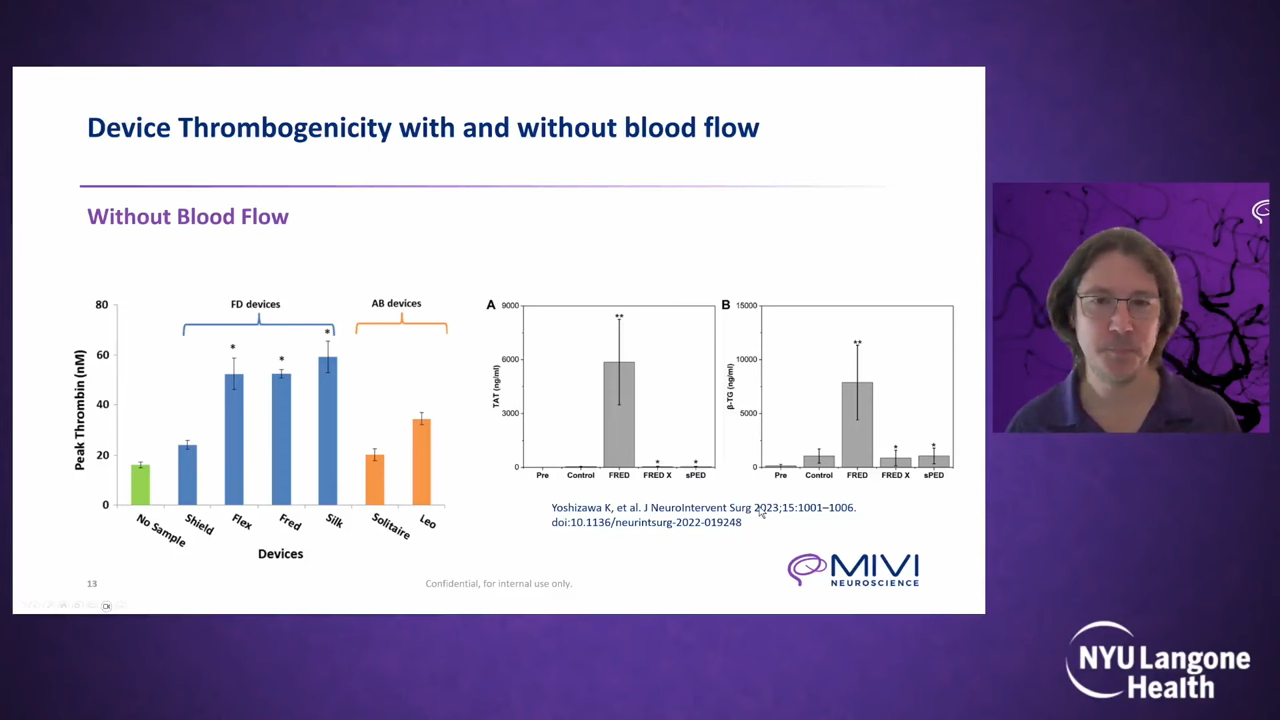 Device Thrombogenicity with and without blood flow
Without Blood Flow
80
60
40
20
0
Peak Thrombin (nM)
FD devices
AB devices
*
*
*
No Sample
Shield
Flex
Fred
Silk
Solitaire
Leo
Devices
A
9000
6000
3000
0
TAT (ng/ml)
**
*
*
Pre
Control
FRED
FRED X
sPED
B
15000
10000
5000
0
β-TG (ng/ml)
**
*
*
Pre
Control
FRED
FRED X
sPED
Yoshizawa K, et al. J NeuroIntervent Surg 2023;15:1001–1006.
doi:10.1136/neurintsurg-2022-019248
13
Confidential, for internal use only.
MIVI
NEUROSCIENCE
NYU Langone
Health